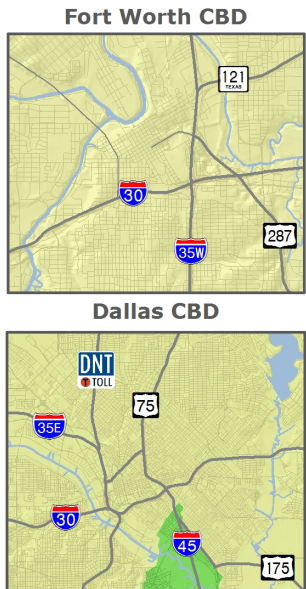 Fort Worth CBD
121
TEXAS
30
287
35W
Dallas CBD
DNT
T TOLL
75
35E
30
45
175